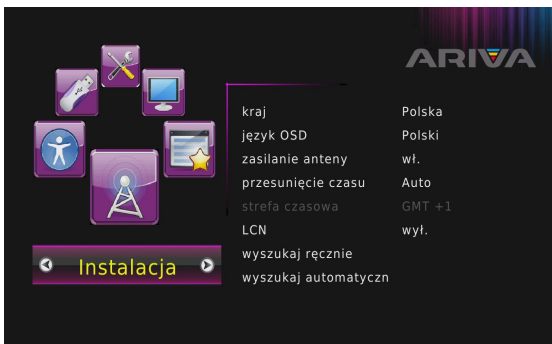 ARIVA
kraj Polska
język OSD Polski
zasilanie anteny wł.
przesunięcie czasu Auto
strefa czasowa GMT +1
LCN wył.
wyszukaj ręcznie
wyszukaj automatyczn
Instalacja